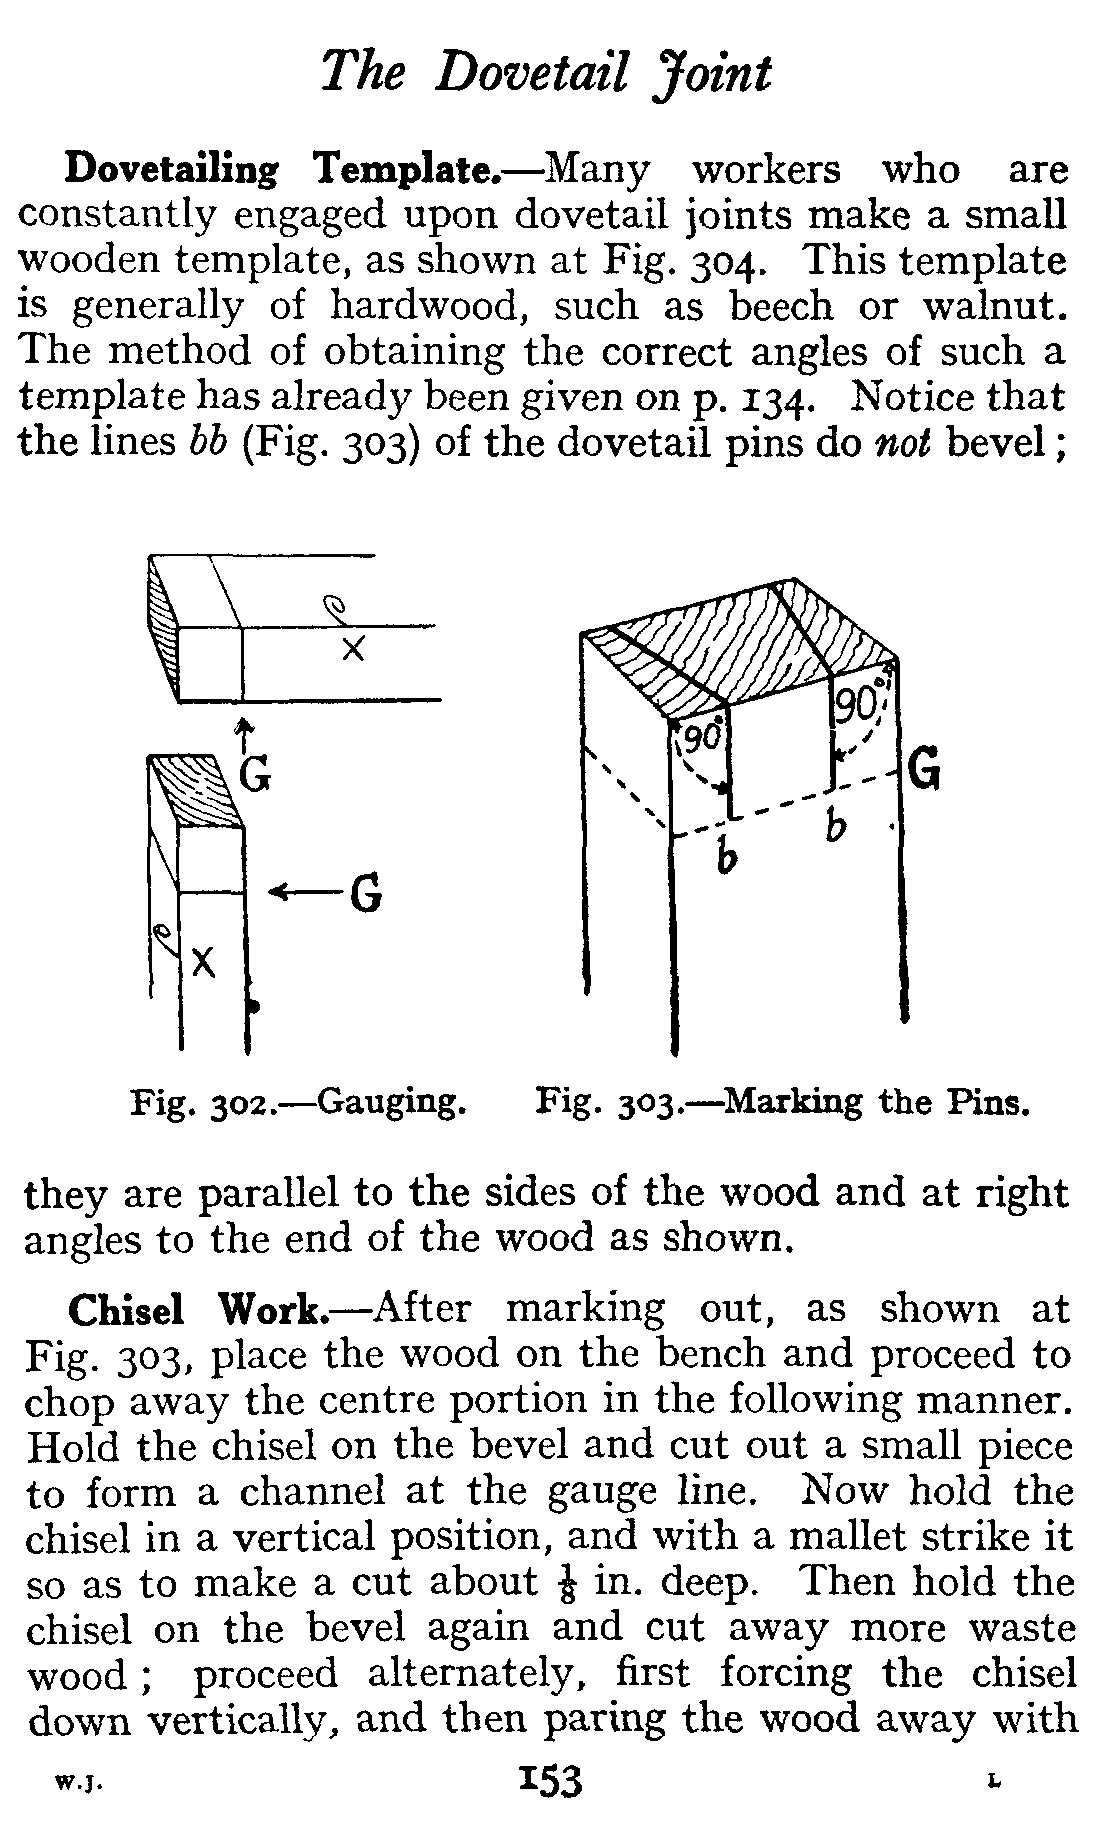 The Dovetail Joint
Dovetailing Template.—Many workers who are
constantly engaged upon dovetail joints make a small
wooden template, as shown at Fig. 304. This template
is generally of hardwood, such as beech or walnut.
The method of obtaining the correct angles of such a
template has already been given on p. 134. Notice that
the lines bb (Fig. 303) of the dovetail pins do not bevel ;
X
G
G
X
90°
90°
G
b
b
Fig. 302.—Gauging.
Fig. 303.—Marking the Pins.
they are parallel to the sides of the wood and at right
angles to the end of the wood as shown.
Chisel Work.—After marking out, as shown at
Fig. 303, place the wood on the bench and proceed to
chop away the centre portion in the following manner.
Hold the chisel on the bevel and cut out a small piece
to form a channel at the gauge line. Now hold the
chisel in a vertical position, and with a mallet strike it
so as to make a cut about ⅛ in. deep. Then hold the
chisel on the bevel again and cut away more waste
wood ; proceed alternately, first forcing the chisel
down vertically, and then paring the wood away with
W.J.
153
L